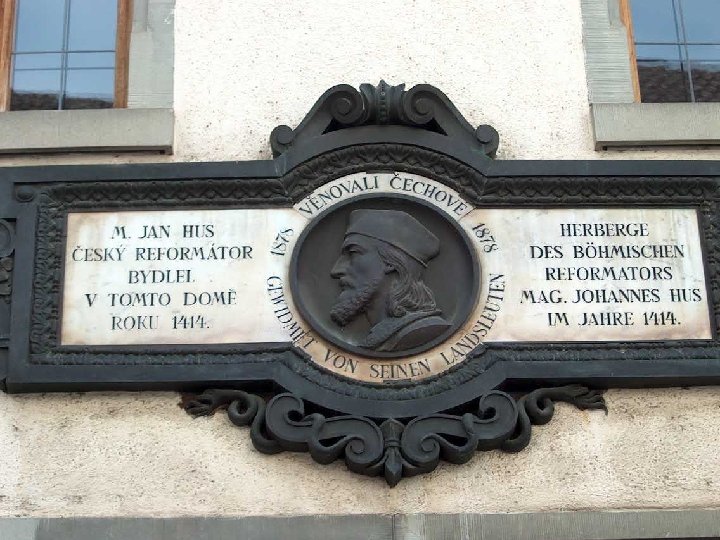 M. JAN HUS
ČESKÝ REFORMÁTOR
BYDLEL
V TOMTO DOMĚ
ROKU 1414.
VĚNOVALI ČECHOVÉ
1878
1878
GEWIDMET VON SEINEN LANDSLEUTEN
HERBERGE
DES BÖHMISCHEN
REFORMATORS
MAG. JOHANNES HUS
IM JAHRE 1414.